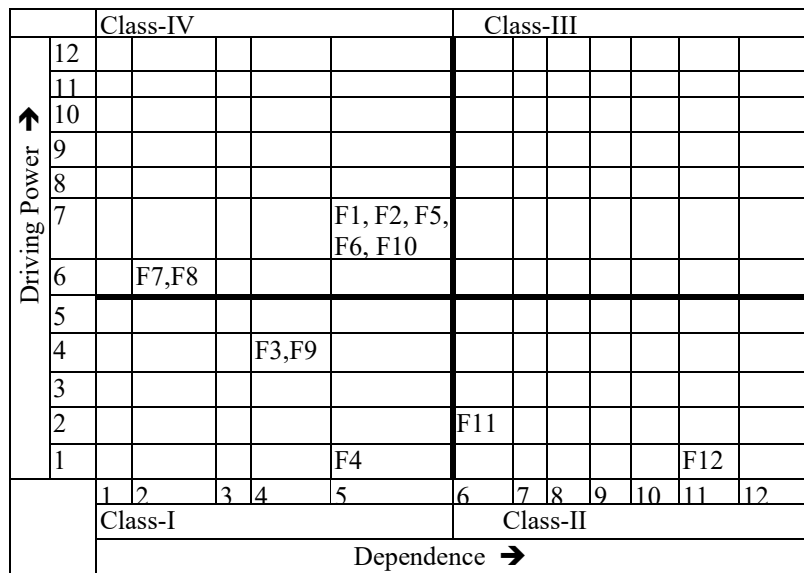 Class-IV Class-III
12
11
10
9
8
7 F1, F2, F5,
F6, F10
6 F7,F8
5
4 F3,F9
3
2 F11
1 F4 F12
Driving Power ➔
1 2 3 4 5 6 7 8 9 10 11 12
Class-I Class-II
Dependence ➔